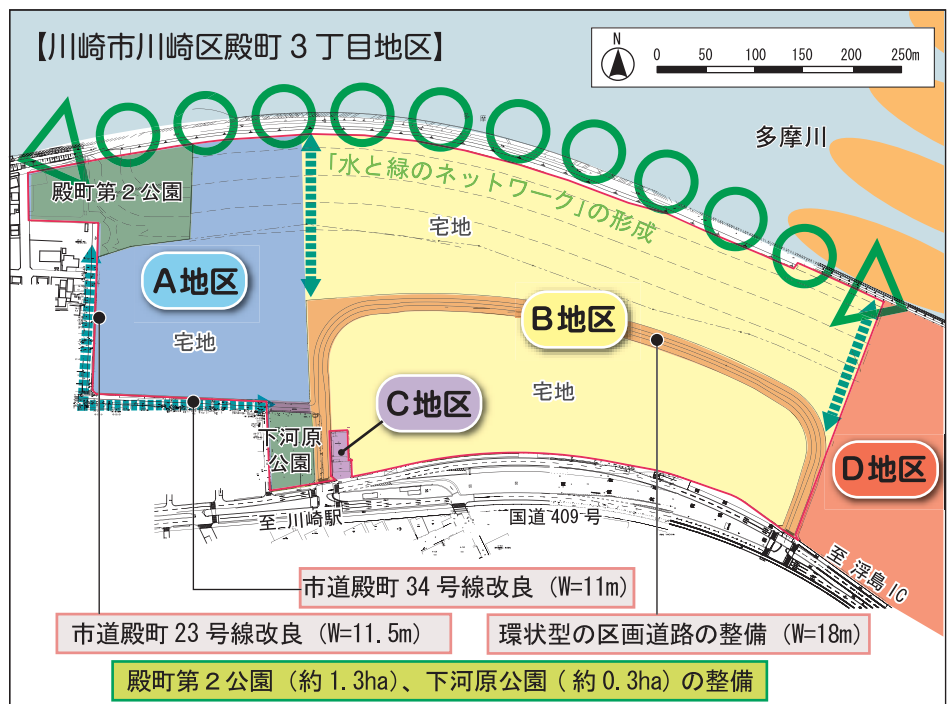 【川崎市川崎区殿町3丁目地区】
N
0 50 100 150 200 250m
多摩川
殿町第2公園
「水と緑のネットワーク」の形成
宅地
A地区
宅地
B地区
宅地
C地区
下河原
公園
D地区
至 川崎駅
国道409号
至 浮島IC
市道殿町34号線改良(W=11m)
市道殿町23号線改良(W=11.5m)
環状型の区画道路の整備(W=18m)
殿町第2公園(約1.3ha)、下河原公園(約0.3ha)の整備